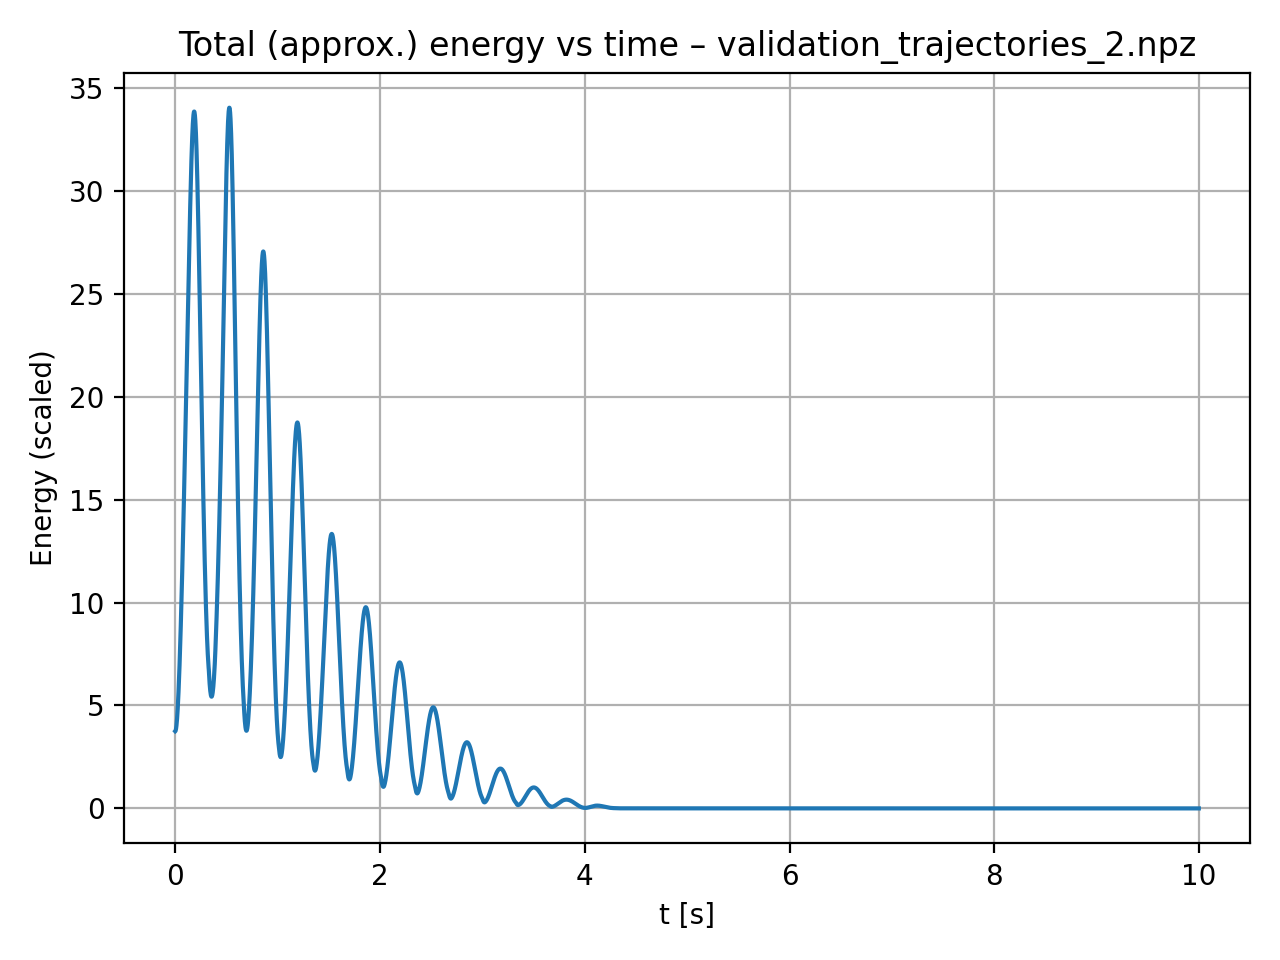 Total (approx.) energy vs time – validation_trajectories_2.npz
35
30
25
20
15
10
5
0
Energy (scaled)
0 2 4 6 8 10
t [s]